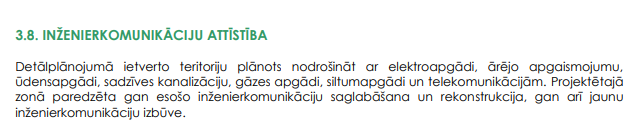 3.8. INŽENIERKOMUNIKĀCIJU ATTĪSTĪBA
Detālplānojumā ietverto teritoriju plānots nodrošināt ar elektroapgādi, ārējo apgaismojumu,
ūdensapgādi, sadzīves kanalizāciju, gāzes apgādi, siltumapgādi un telekomunikācijām. Projektētajā
zonā paredzēta gan esošo inženierkomunikāciju saglabāšana un rekonstrukcija, gan arī jaunu
inženierkomunikāciju izbūve.